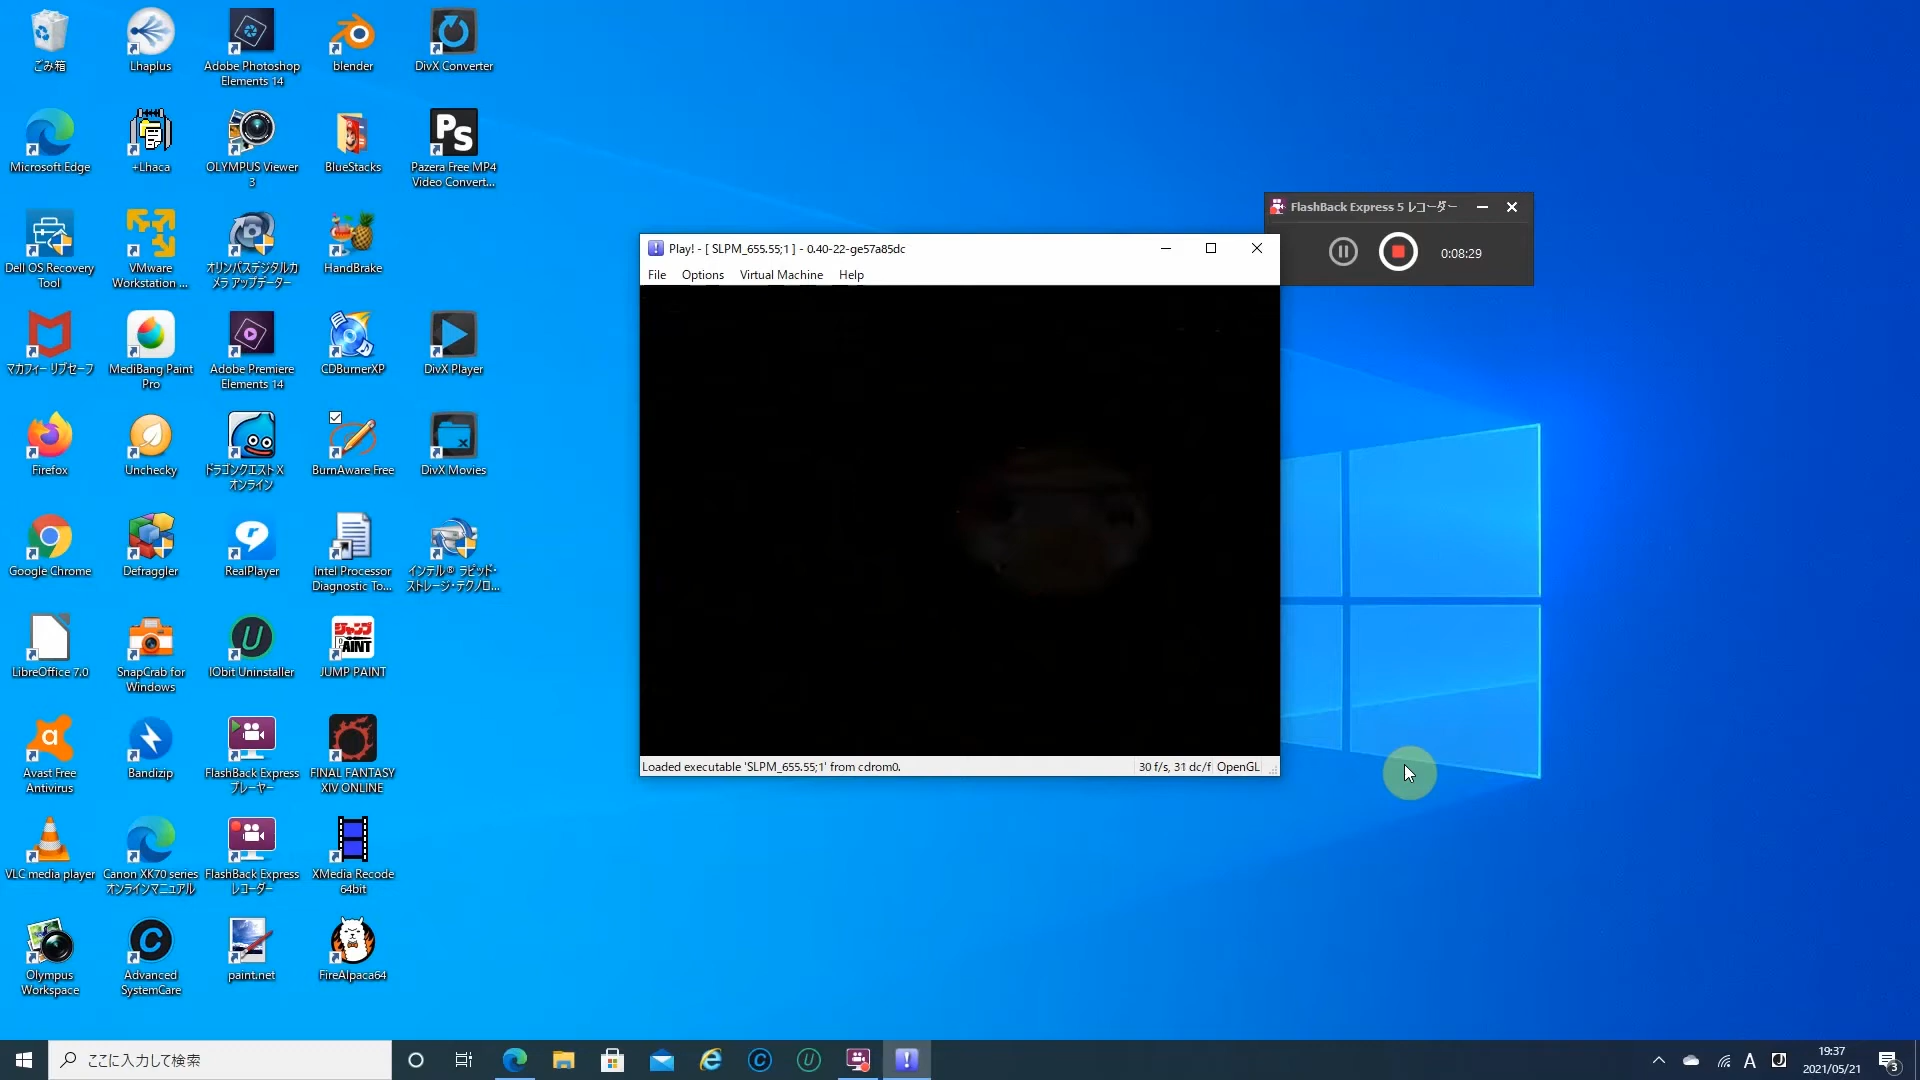 ごみ箱
Lhaplus
Adobe Photoshop
Elements 14
blender
DivX Converter
Microsoft Edge
+Lhaca
OLYMPUS Viewer
3
BlueStacks
Ps
Pazera Free MP4
Video Convert...
Dell OS Recovery
Tool
VMware
Workstation ...
オリンパスデジタルカ
メラ アップデーター
HandBrake
マカフィー リブセーフ
MediBang Paint
Pro
Adobe Premiere
Elements 14
CDBurnerXP
DivX Player
Firefox
Unchecky
ドラゴンクエストX
オンライン
BurnAware Free
DivX Movies
Google Chrome
Defraggler
RealPlayer
Intel Processor
Diagnostic To...
インテル® ラピッド・
ストレージ・テクノロ...
LibreOffice 7.0
SnapCrab for
Windows
IObit Uninstaller
ジャンプ
PAINT
JUMP PAINT
Avast Free
Antivirus
Bandizip
FlashBack Express
プレーヤー
FINAL FANTASY
XIV ONLINE
VLC media player
Canon XK70 series
オンラインマニュアル
FlashBack Express
レコーダー
XMedia Recode
64bit
Olympus
Workspace
Advanced
SystemCare
paint.net
FireAlpaca64
FlashBack Express 5 レコーダー
0:08:29
Play! - [ SLPM_655.55;1 ] - 0.40-22-ge57a85dc
File Options Virtual Machine Help
Loaded executable 'SLPM_655.55;1' from cdrom0.
30 f/s, 31 dc/f OpenGL
ここに入力して検索
A
19:37
2021/05/21
3